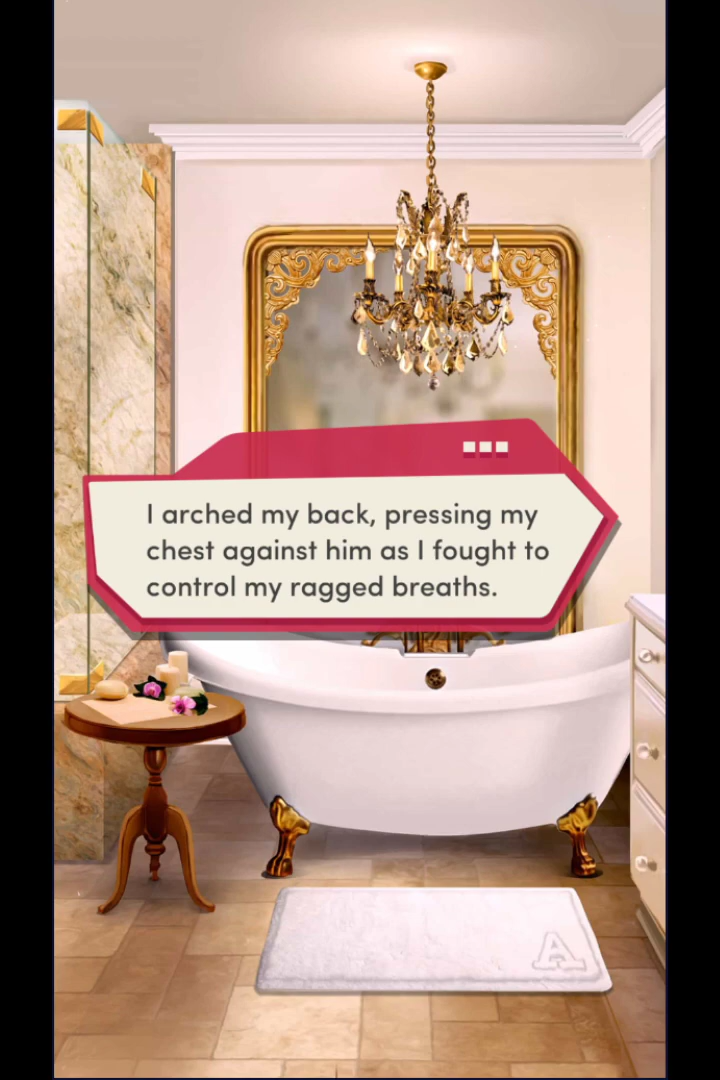 I arched my back, pressing my
chest against him as I fought to
control my ragged breaths.
A